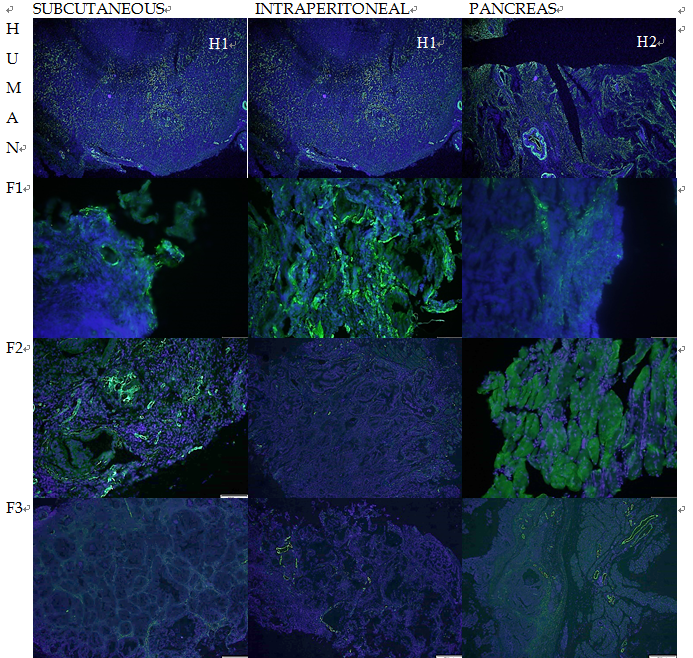 SUBCUTANEOUS INTRAPERITONEAL PANCREAS
H
U
M
A
N
H1 H1 H2
F1
F2
F3